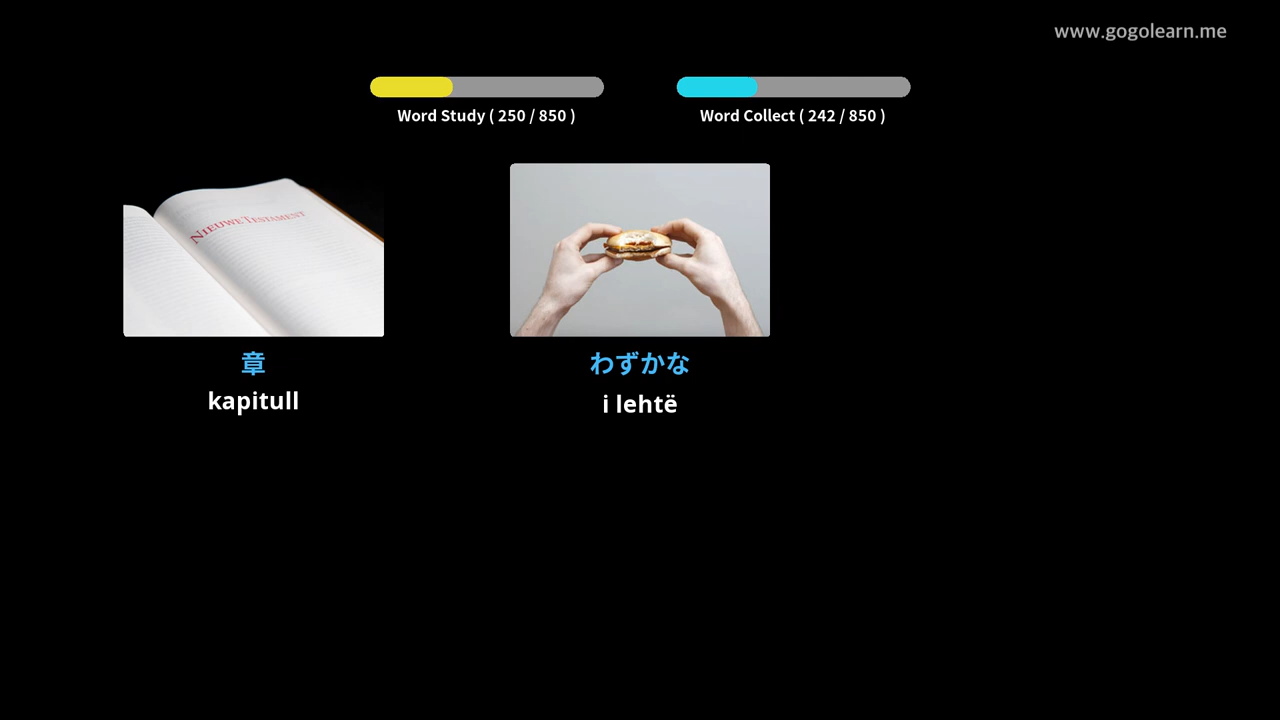 www.gogolearn.me
Word Study ( 250 / 850 )
Word Collect ( 242 / 850 )
NIEUWE TESTAMENT
章
kapitull
わずかな
i lehtë